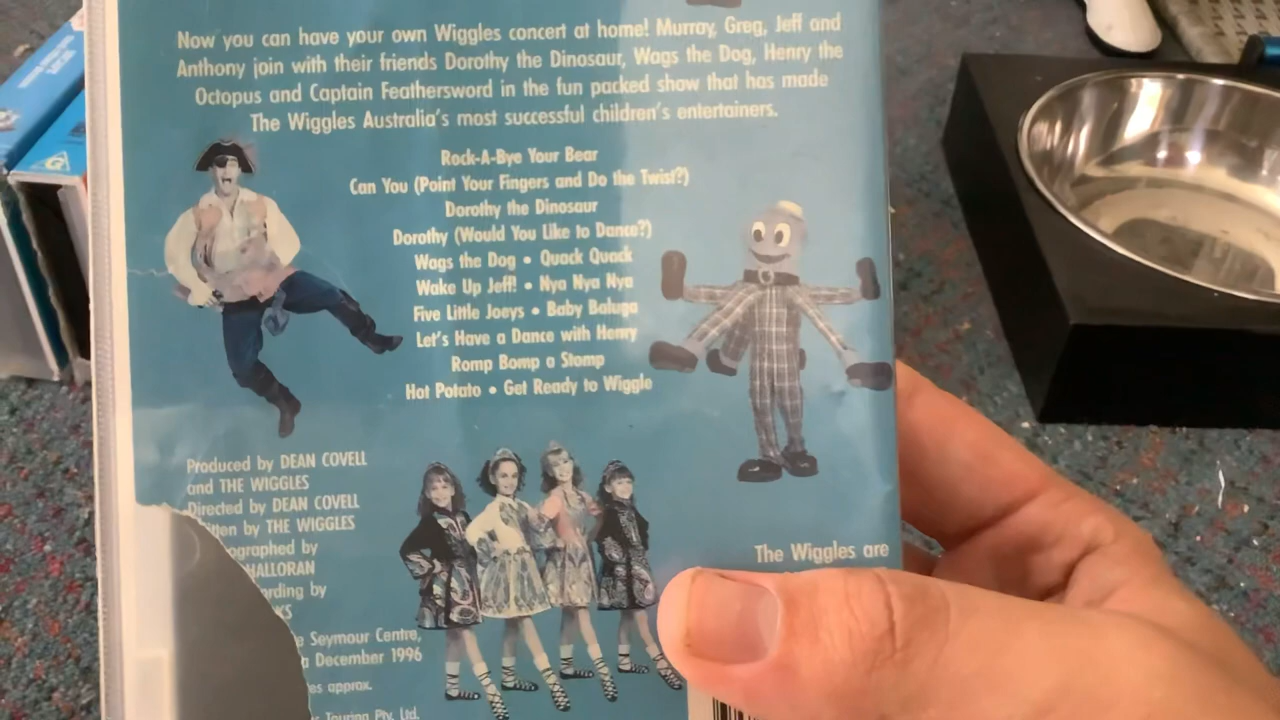 Now you can have your own Wiggles concert at home! Murray, Greg, Jeff and
Anthony join with their friends Dorothy the Dinosaur, Wags the Dog, Henry the
Octopus and Captain Feathersword in the fun packed show that has made
The Wiggles Australia's most successful children's entertainers.
Rock-A-Bye Your Bear
Can You (Point Your Fingers and Do the Twist?)
Dorothy the Dinosaur
Dorothy (Would You Like to Dance?)
Wags the Dog • Quack Quack
Wake Up Jeff! • Nya Nya Nya
Five Little Joeys • Baby Baluga
Let's Have a Dance with Henry
Romp Bomp a Stomp
Hot Potato • Get Ready to Wiggle
Produced by DEAN COVELL
and THE WIGGLES
Directed by DEAN COVELL
by THE WIGGLES
by
HALLORAN
by
Seymour Centre,
December 1996
approx.
Touring Pty. Ltd.
The Wiggles are